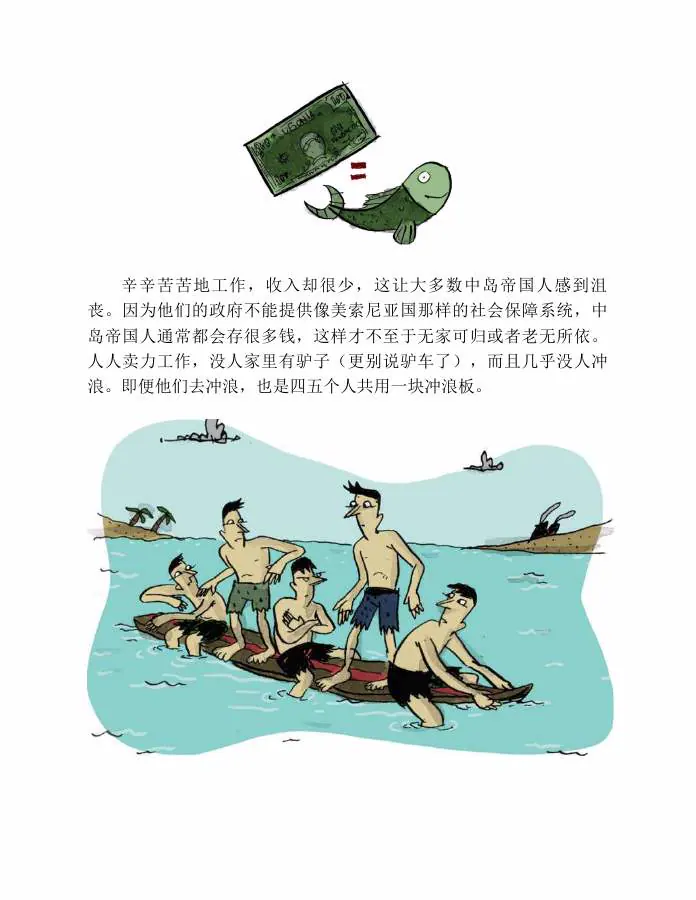 USONIA
=
辛辛苦苦地工作，收入却很少，这让大多数中岛帝国人感到沮
丧。因为他们的政府不能提供像美索尼亚国那样的社会保障系统，中
岛帝国人通常都会存很多钱，这样才不至于无家可归或者老无所依。
人人卖力工作，没人家里有驴子（更别说驴车了），而且几乎没人冲
浪。即便他们去冲浪，也是四五个人共用一块冲浪板。